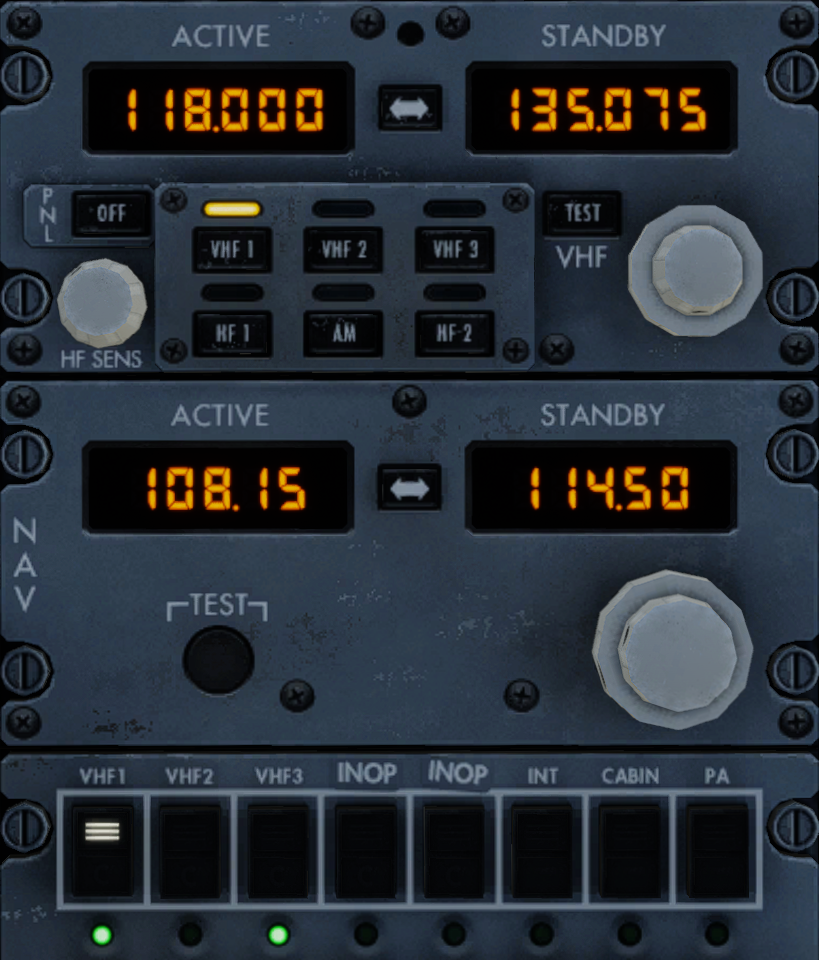 ACTIVE STANDBY
118.000 135.075
PNL OFF TEST
VHF 1 VHF 2 VHF 3 VHF
HF 1 AM HF 2
HF SENS
ACTIVE STANDBY
108.15 114.50
NAV
TEST
VHF1 VHF2 VHF3 INOP INOP INT CABIN PA